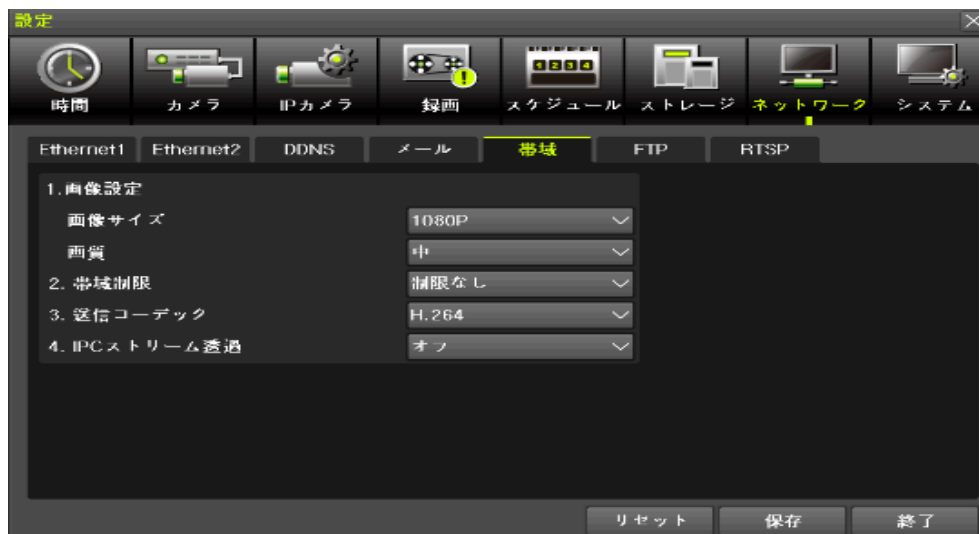 設定
時間 カメラ IPカメラ 録画 スケジュール ストレージ ネットワーク システム
Ethernet1 Ethernet2 DDNS メール 帯域 FTP RTSP
1.画像設定
画像サイズ 1080P
画質 中
2. 帯域制限 制限なし
3. 送信コーデック H.264
4. IPCストリーム透過 オフ
リセット 保存 終了